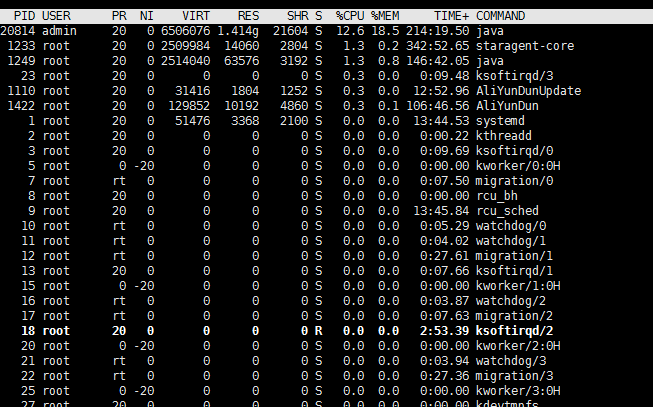 PID USER PR NI VIRT RES SHR S %CPU %MEM TIME+ COMMAND
20814 admin 20 0 6506076 1.414g 21604 S 12.6 18.5 214:19.50 java
1233 root 20 0 2509984 14060 2804 S 1.3 0.2 342:52.65 staragent-core
1249 root 20 0 2514040 63576 3192 S 1.3 0.8 146:42.05 java
23 root 20 0 0 0 0 S 0.3 0.0 0:09.48 ksoftirqd/3
1110 root 20 0 31416 1804 1252 S 0.3 0.0 12:52.96 AliYunDunUpdate
1422 root 20 0 129852 10192 4860 S 0.3 0.1 106:46.56 AliYunDun
1 root 20 0 51476 3368 2100 S 0.0 0.0 13:44.53 systemd
2 root 20 0 0 0 0 S 0.0 0.0 0:00.22 kthreadd
3 root 20 0 0 0 0 S 0.0 0.0 0:09.69 ksoftirqd/0
5 root 0 -20 0 0 0 S 0.0 0.0 0:00.00 kworker/0:0H
7 root rt 0 0 0 0 S 0.0 0.0 0:07.50 migration/0
8 root 20 0 0 0 0 S 0.0 0.0 0:00.00 rcu_bh
9 root 20 0 0 0 0 S 0.0 0.0 13:45.84 rcu_sched
10 root rt 0 0 0 0 S 0.0 0.0 0:05.29 watchdog/0
11 root rt 0 0 0 0 S 0.0 0.0 0:04.02 watchdog/1
12 root rt 0 0 0 0 S 0.0 0.0 0:27.61 migration/1
13 root 20 0 0 0 0 S 0.0 0.0 0:07.66 ksoftirqd/1
15 root 0 -20 0 0 0 S 0.0 0.0 0:00.00 kworker/1:0H
16 root rt 0 0 0 0 S 0.0 0.0 0:03.87 watchdog/2
17 root rt 0 0 0 0 S 0.0 0.0 0:07.63 migration/2
18 root 20 0 0 0 0 R 0.0 0.0 2:53.39 ksoftirqd/2
20 root 0 -20 0 0 0 S 0.0 0.0 0:00.00 kworker/2:0H
21 root rt 0 0 0 0 S 0.0 0.0 0:03.94 watchdog/3
22 root rt 0 0 0 0 S 0.0 0.0 0:27.36 migration/3
25 root 0 -20 0 0 0 S 0.0 0.0 0:00.00 kworker/3:0H
27 root 20 0 0 0 0 S 0.0 0.0 0:00.00 kdevtmpfs